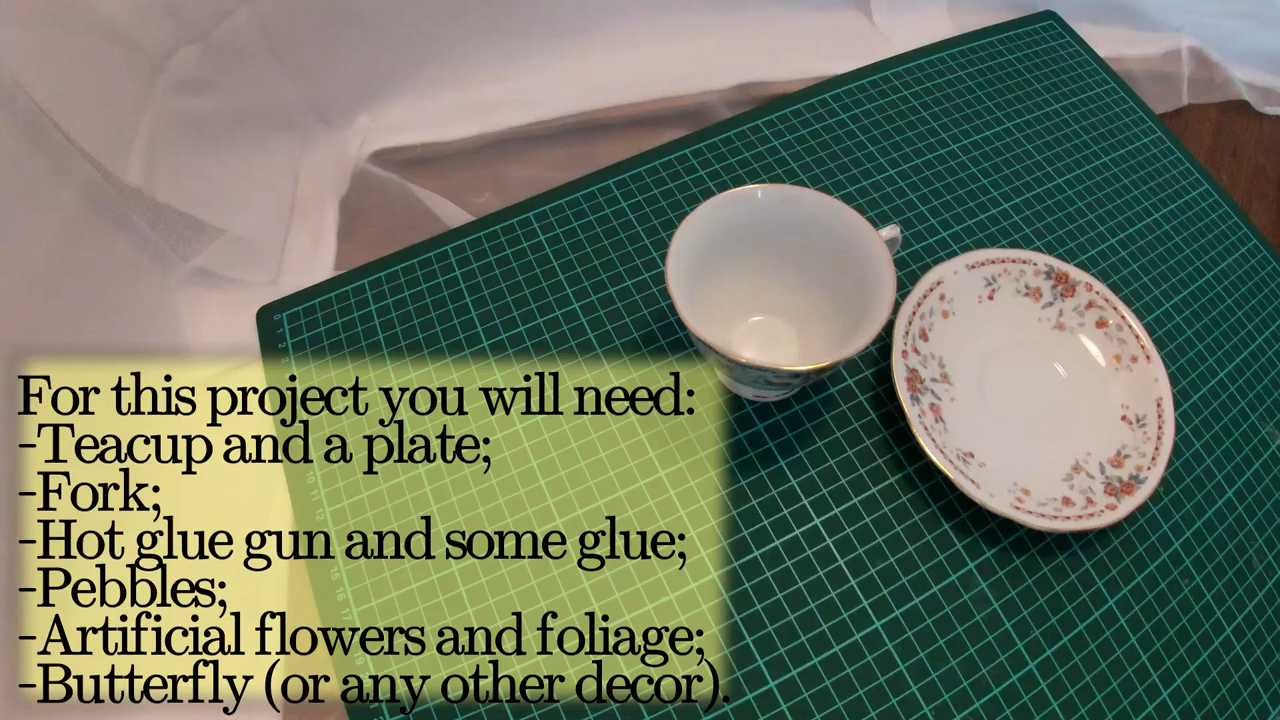 For this project you will need:
-Teacup and a plate;
-Fork;
-Hot glue gun and some glue;
-Pebbles;
-Artificial flowers and foliage;
-Butterfly (or any other decor).